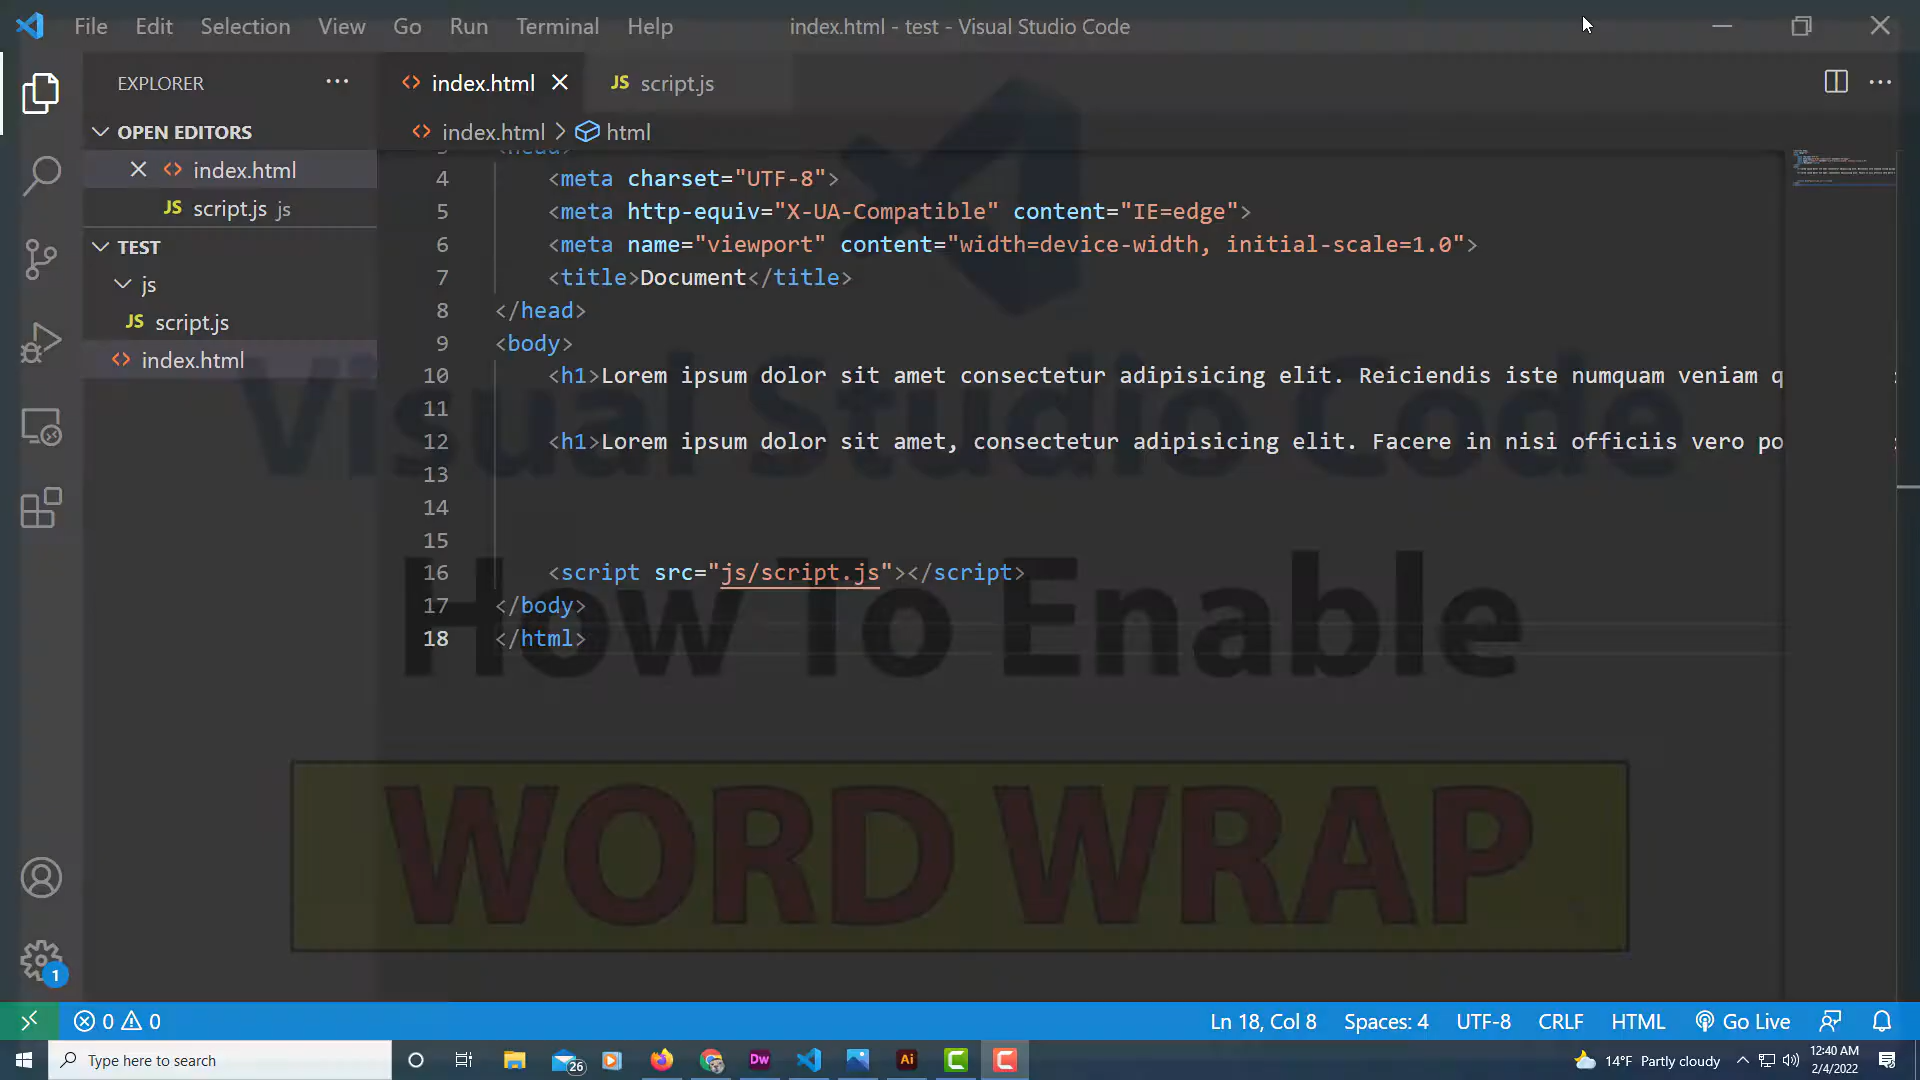 File Edit Selection View Go Run Terminal Help index.html - test - Visual Studio Code
EXPLORER ··· index.html JS script.js ···
OPEN EDITORS index.html > html
index.html
JS script.js js
TEST
js
JS script.js
index.html
<head>
4 <meta charset="UTF-8">
5 <meta http-equiv="X-UA-Compatible" content="IE=edge">
6 <meta name="viewport" content="width=device-width, initial-scale=1.0">
7 <title>Document</title>
8 </head>
9 <body>
10 <h1>Lorem ipsum dolor sit amet consectetur adipisicing elit. Reiciendis iste numquam veniam q
11
12 <h1>Lorem ipsum dolor sit amet, consectetur adipisicing elit. Facere in nisi officiis vero po
13
14
15
16 <script src="js/script.js"></script>
17 </body>
18 </html>
Visual Studio Code
How To Enable
WORD WRAP
1
0 0 Ln 18, Col 8 Spaces: 4 UTF-8 CRLF HTML Go Live
Type here to search 26 Dw Ai 14°F Partly cloudy 12:40 AM
2/4/2022